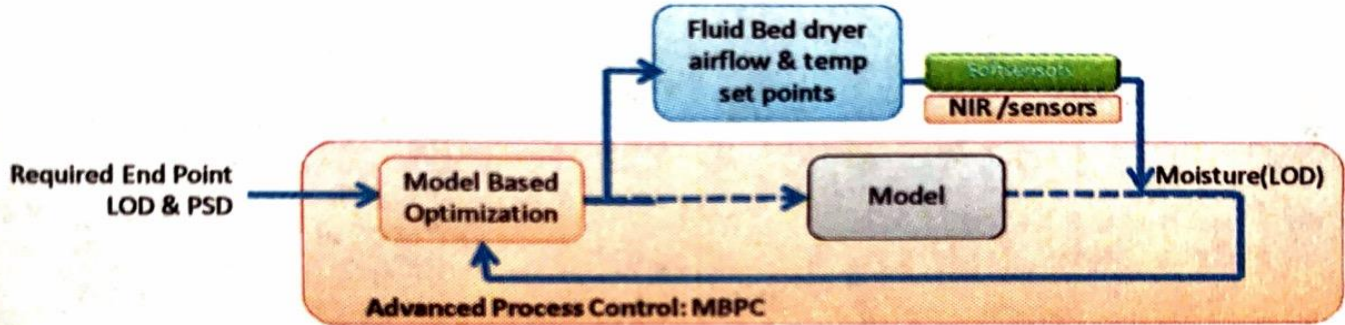 Fluid Bed dryer
airflow & temp
set points
Softsensors
NIR/sensors
Required End Point
LOD & PSD
Model Based
Optimization
Model
Moisture(LOD)
Advanced Process Control: MBPC